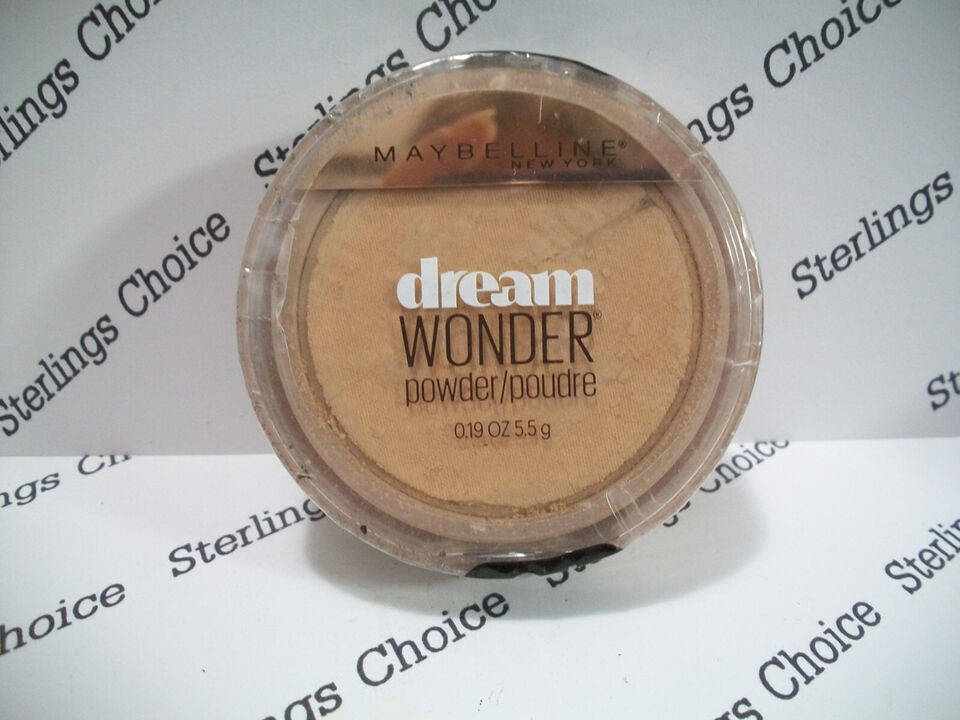 Sterlings Choice
Sterlings Choice
Sterlings Choice
Sterlings
MAYBELLINE®
NEW YORK
dream
WONDER®
powder/poudre
0.19 OZ 5.5 g
Sterlings
Choice
Choice
Choice